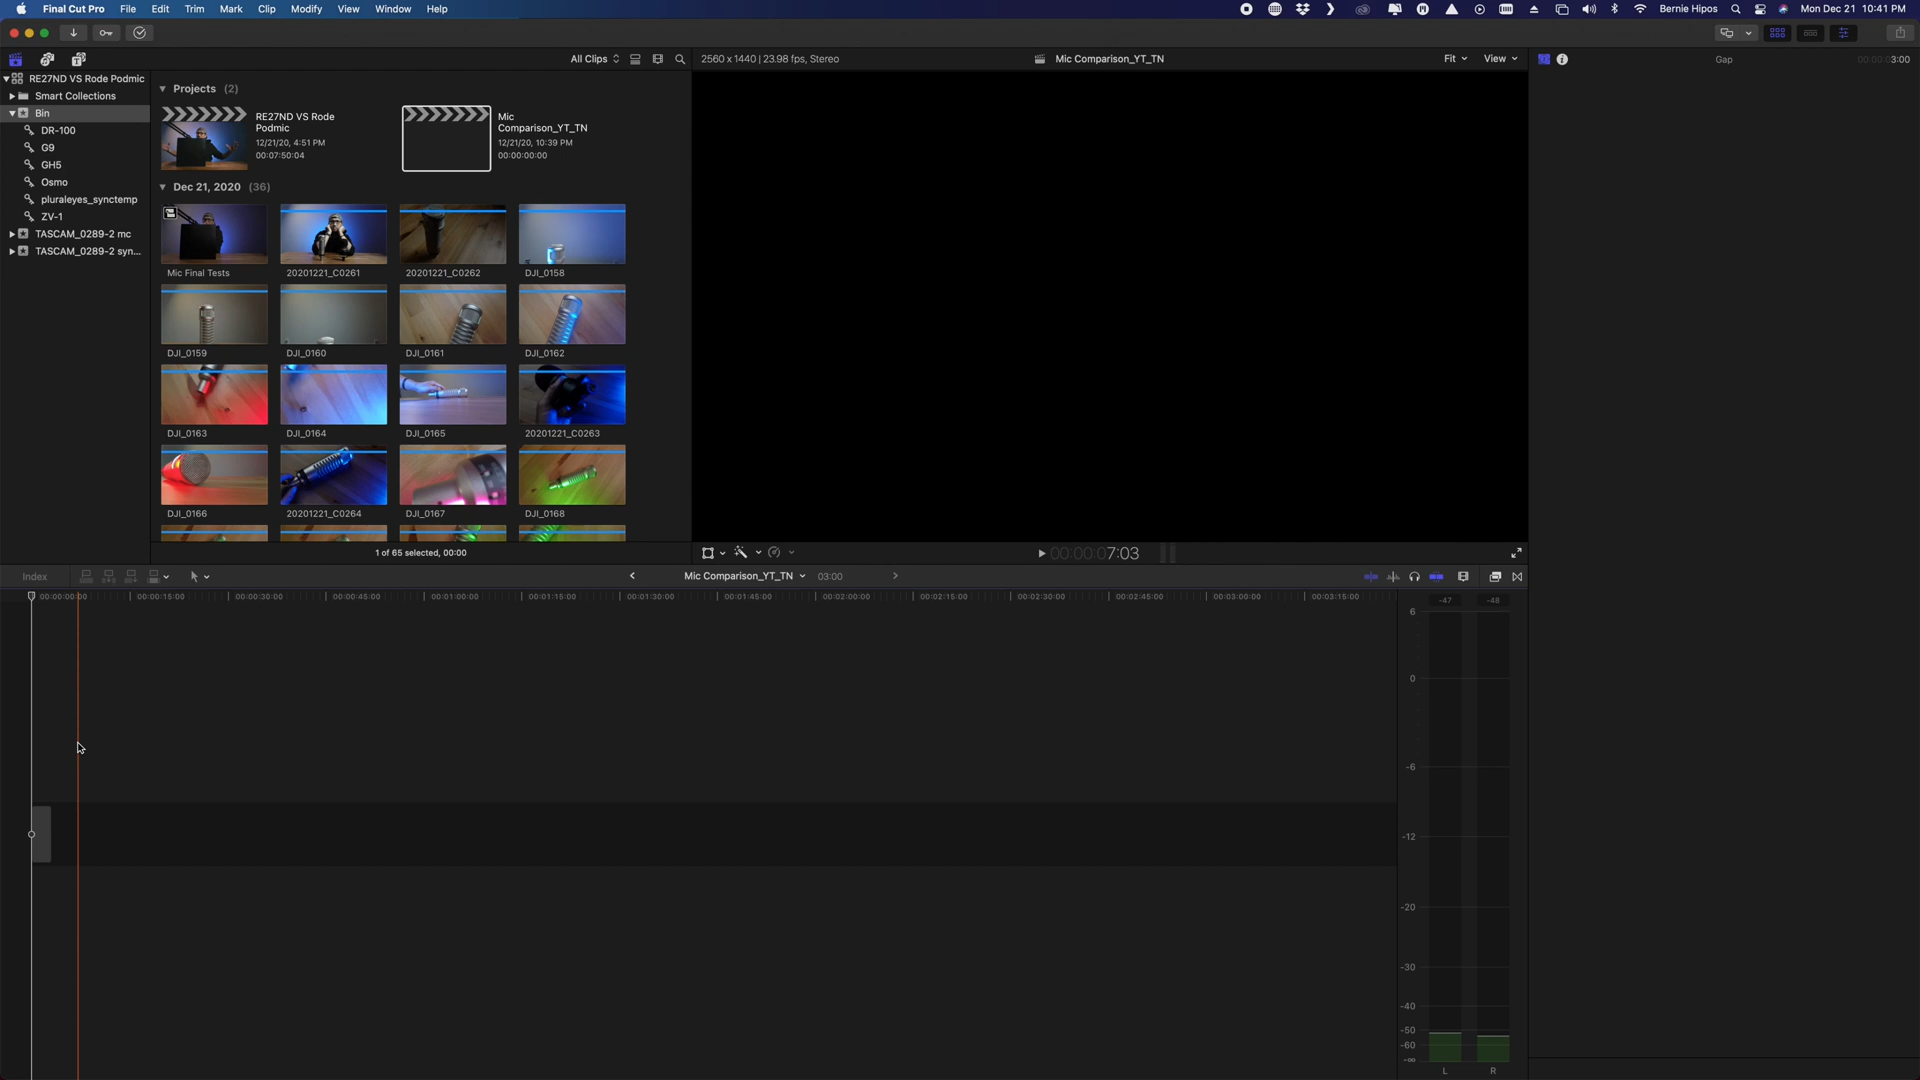 Final Cut Pro File Edit Trim Mark Clip Modify View Window Help
Bernie Hipos
Mon Dec 21 10:41 PM
All Clips
2560 x 1440 | 23.98 fps, Stereo
Mic Comparison_YT_TN
Fit
View
Gap
00:00:03:00
RE27ND VS Rode Podmic
Smart Collections
Bin
DR-100
G9
GH5
Osmo
pluraleyes_synctemp
ZV-1
TASCAM_0289-2 mc
TASCAM_0289-2 syn...
Projects (2)
RE27ND VS Rode
Podmic
12/21/20, 4:51 PM
00:07:50:04
Mic
Comparison_YT_TN
12/21/20, 10:39 PM
00:00:00:00
Dec 21, 2020 (36)
Mic Final Tests
20201221_C0261
20201221_C0262
DJI_0158
DJI_0159
DJI_0160
DJI_0161
DJI_0162
DJI_0163
DJI_0164
DJI_0165
20201221_C0263
DJI_0166
20201221_C0264
DJI_0167
DJI_0168
1 of 65 selected, 00:00
00:00:07:03
Index
Mic Comparison_YT_TN
03:00
00:00:00:00 00:00:15:00 00:00:30:00 00:00:45:00 00:01:00:00 00:01:15:00 00:01:30:00 00:01:45:00 00:02:00:00 00:02:15:00 00:02:30:00 00:02:45:00 00:03:00:00 00:03:15:00
-47 -48
6
0
-6
-12
-20
-30
-40
-50
-60
-∞
L R